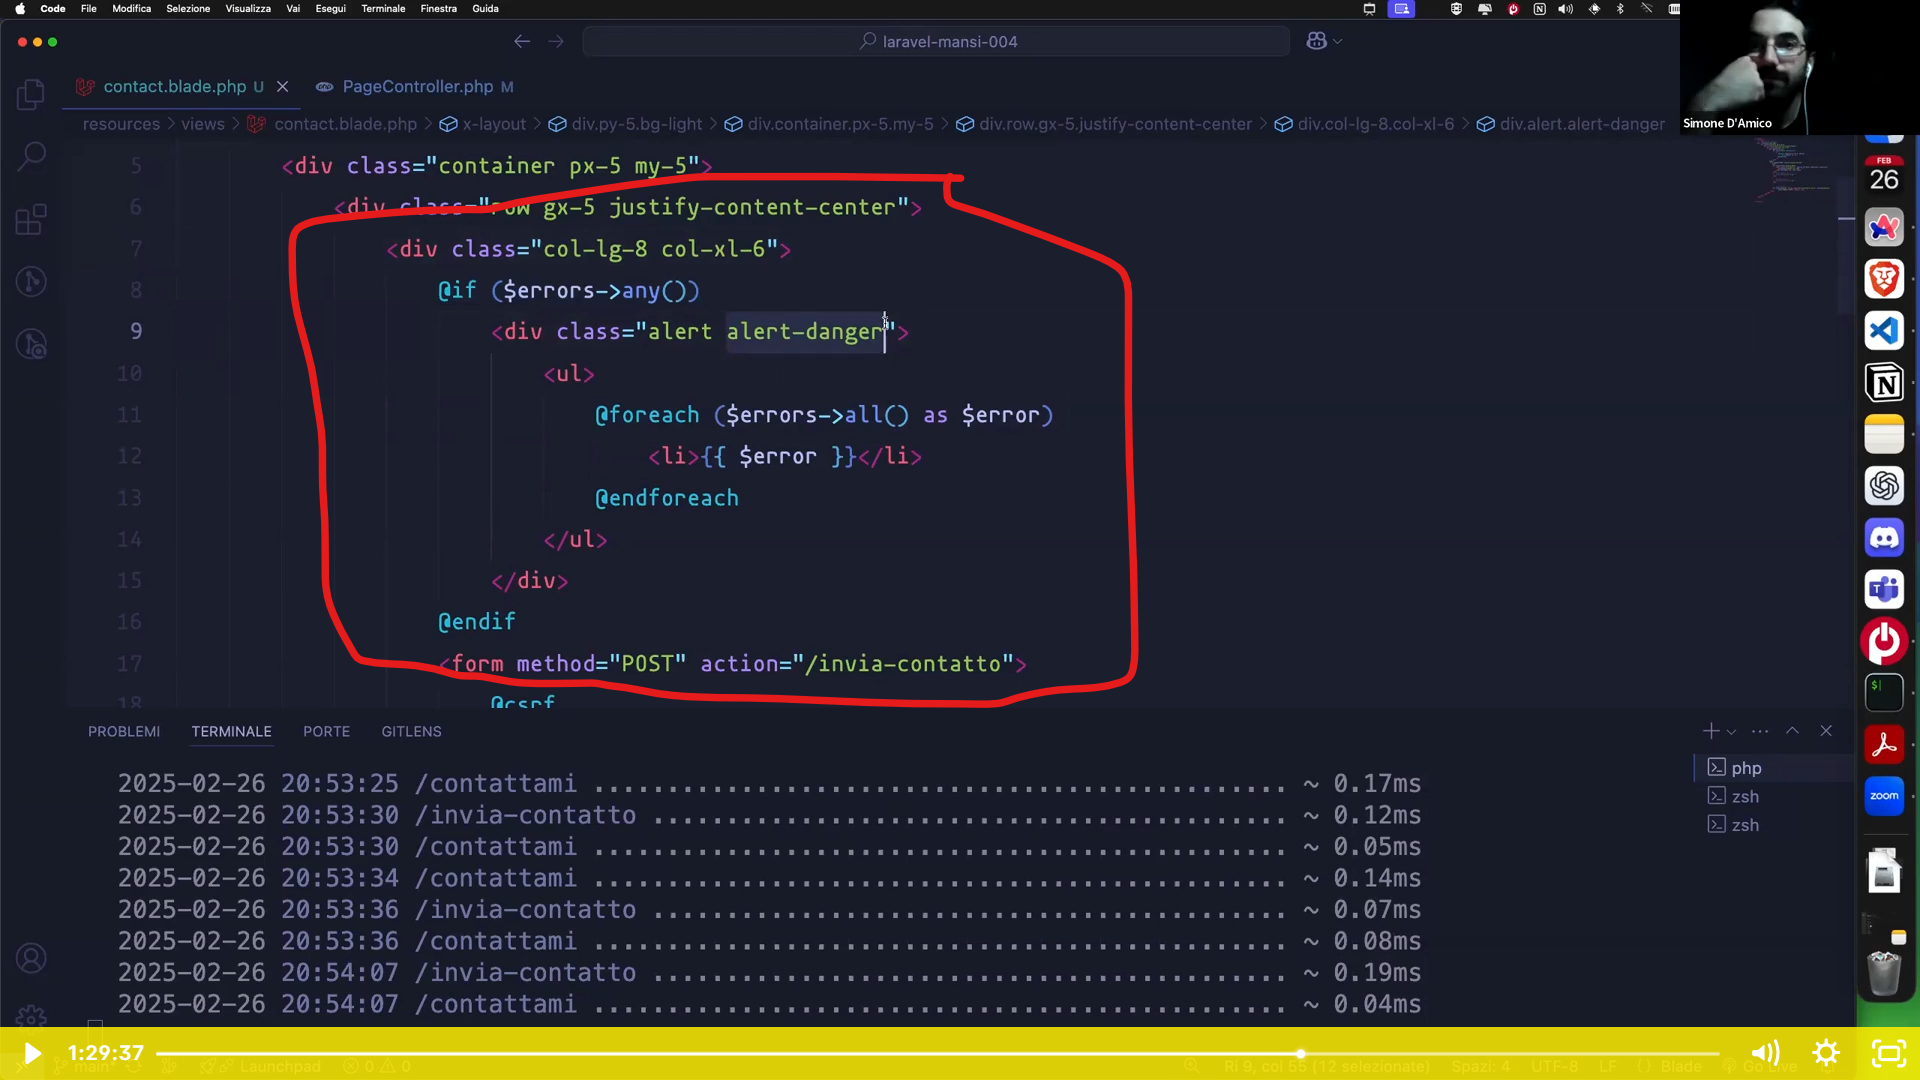 Code File Modifica Selezione Visualizza Vai Esegui Terminale Finestra Guida
laravel-mansi-004
Simone D'Amico
contact.blade.php U
PageController.php M
resources > views > contact.blade.php > x-layout > div.py-5.bg-light > div.container.px-5.my-5 > div.row.gx-5.justify-content-center > div.col-lg-8.col-xl-6 > div.alert.alert-danger
5 <div class="container px-5 my-5">
6 <div class="row gx-5 justify-content-center">
7 <div class="col-lg-8 col-xl-6">
8 @if ($errors->any())
9 <div class="alert alert-danger">
10 <ul>
11 @foreach ($errors->all() as $error)
12 <li>{{ $error }}</li>
13 @endforeach
14 </ul>
15 </div>
16 @endif
17 <form method="POST" action="/invia-contatto">
18 @csrf
FEB
26
zoom
PROBLEMI TERMINALE PORTE GITLENS
php
zsh
zsh
2025-02-26 20:53:25 /contattami ........................................... ~ 0.17ms
2025-02-26 20:53:30 /invia-contatto ....................................... ~ 0.12ms
2025-02-26 20:53:30 /contattami ........................................... ~ 0.05ms
2025-02-26 20:53:34 /contattami ........................................... ~ 0.14ms
2025-02-26 20:53:36 /invia-contatto ....................................... ~ 0.07ms
2025-02-26 20:53:36 /contattami ........................................... ~ 0.08ms
2025-02-26 20:54:07 /invia-contatto ....................................... ~ 0.19ms
2025-02-26 20:54:07 /contattami ........................................... ~ 0.04ms
1:29:37
main* Launchpad 0 0 Ri 9, col 55 (12 selezionate) Spazi: 4 UTF-8 LF Blade Go Live